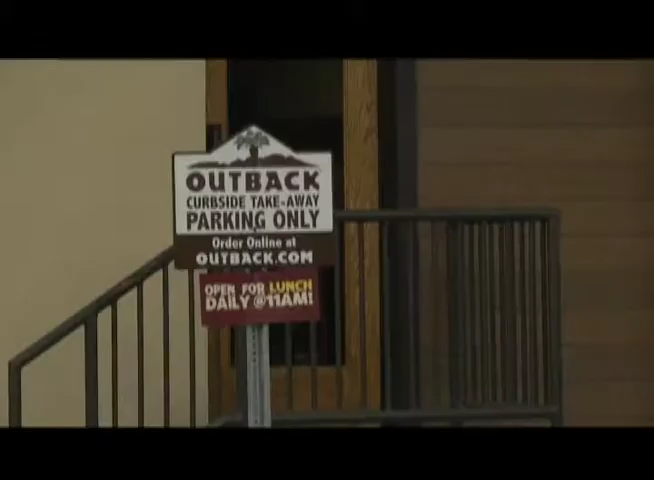 OUTBACK
CURBSIDE TAKE-AWAY
PARKING ONLY
Order Online at
OUTBACK.COM
OPEN FOR LUNCH
DAILY @11AM!